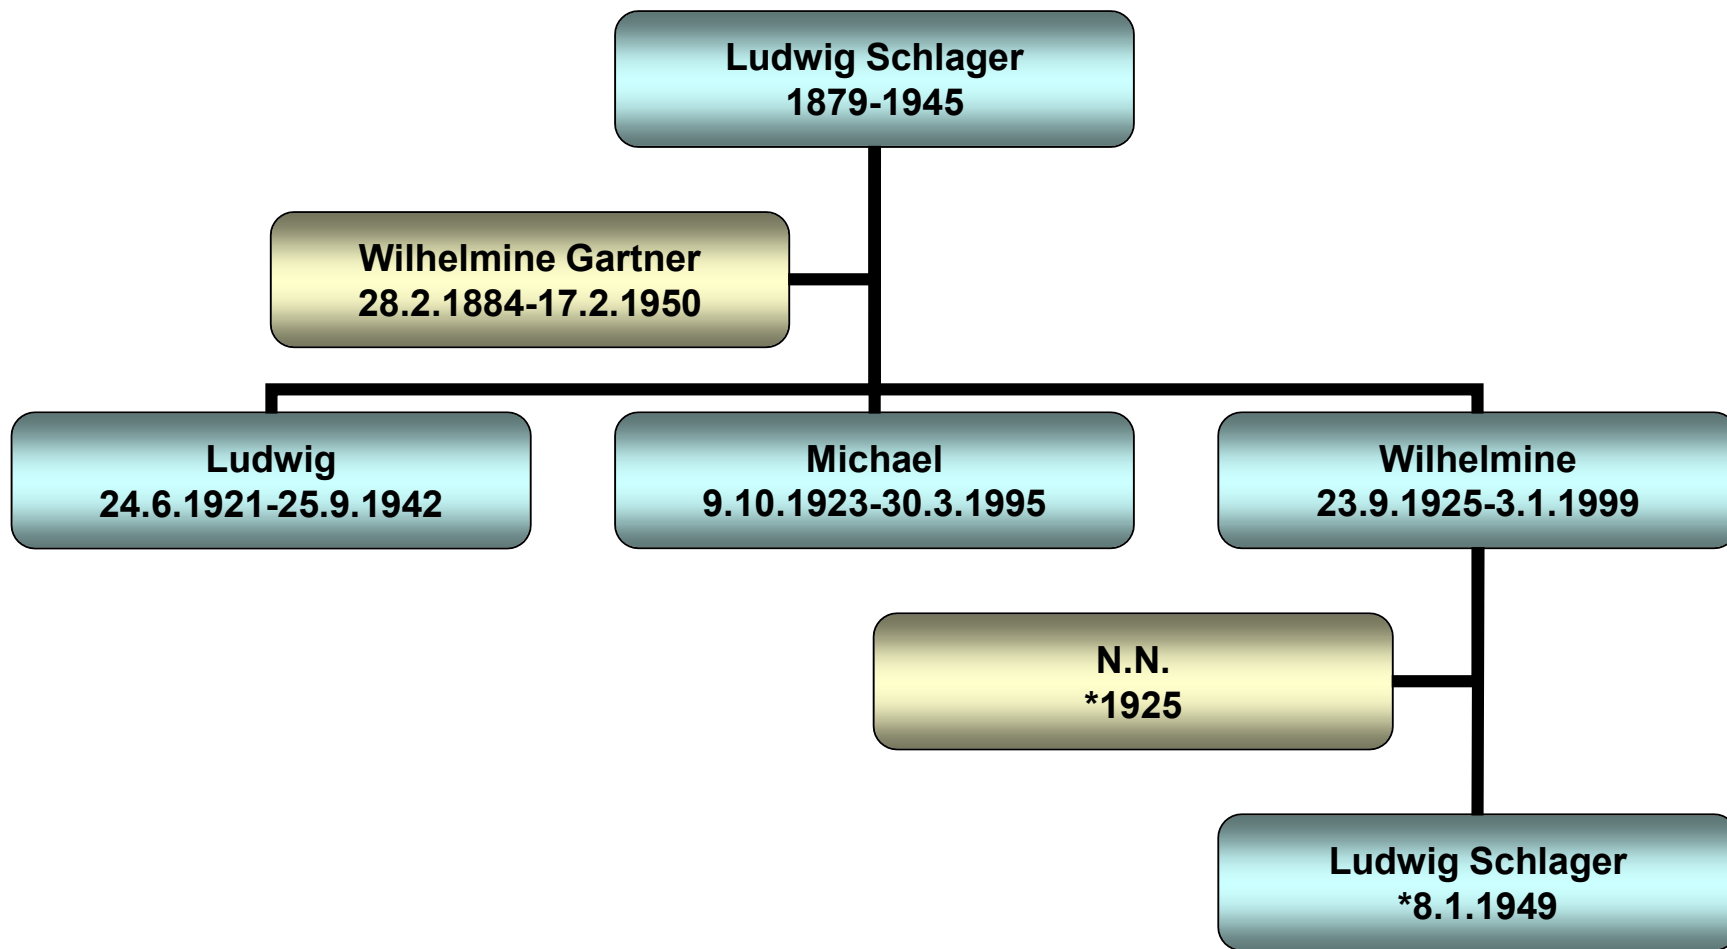 Ludwig Schlager
1879-1945
Wilhelmine Gartner
28.2.1884-17.2.1950
Ludwig
24.6.1921-25.9.1942
Michael
9.10.1923-30.3.1995
Wilhelmine
23.9.1925-3.1.1999
N.N.
*1925
Ludwig Schlager
*8.1.1949